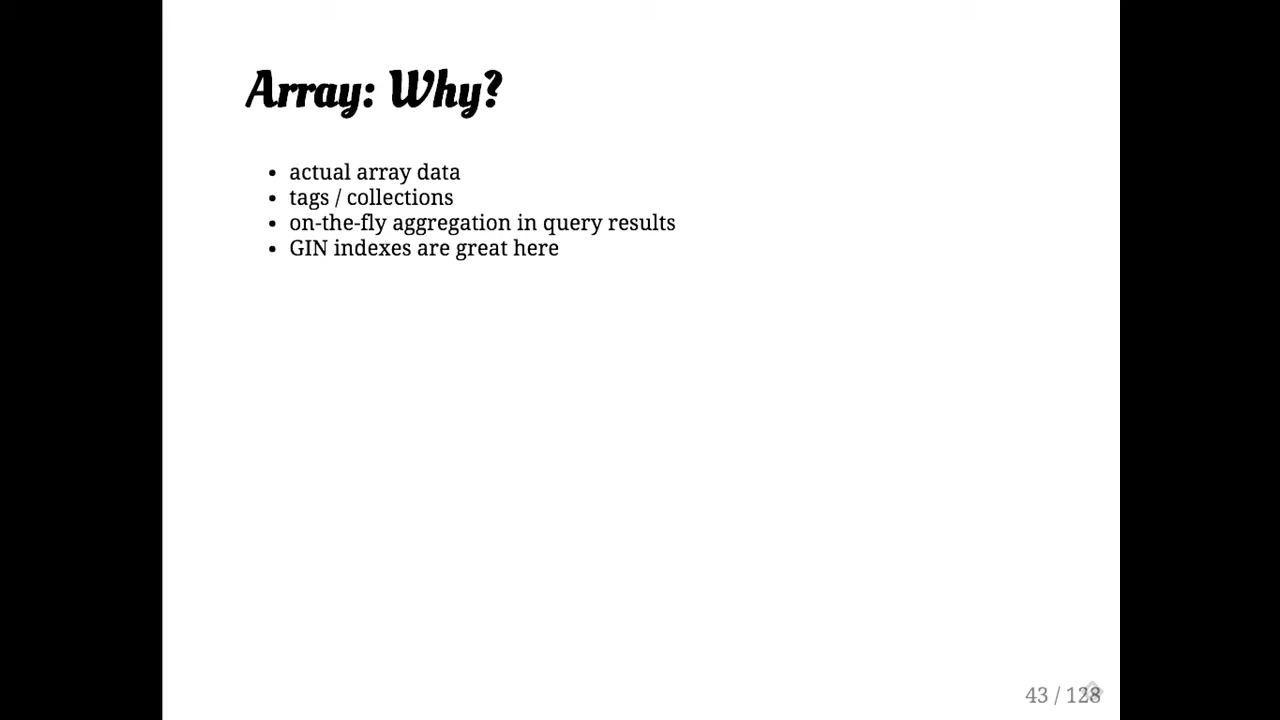 Array: Why?
• actual array data
• tags / collections
• on-the-fly aggregation in query results
• GIN indexes are great here
43 / 128